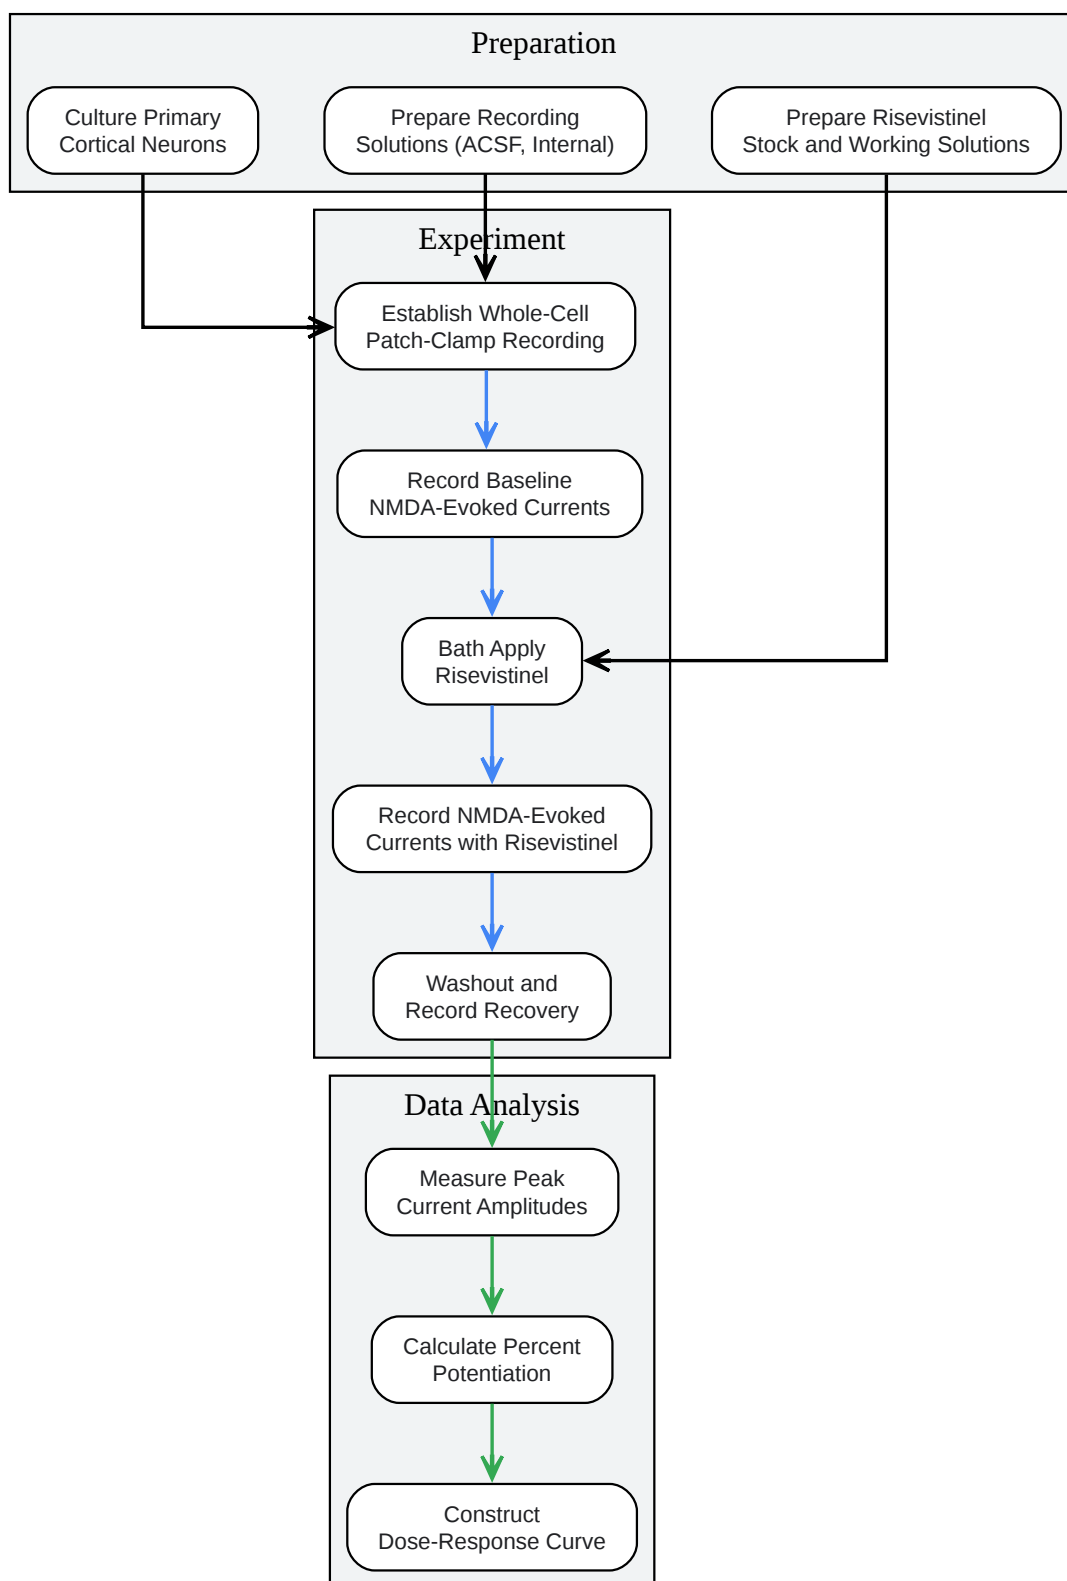 Preparation
Culture Primary
Cortical Neurons
Prepare Recording
Solutions (ACSF, Internal)
Prepare Risevistinel
Stock and Working Solutions
Experiment
Establish Whole-Cell
Patch-Clamp Recording
Record Baseline
NMDA-Evoked Currents
Bath Apply
Risevistinel
Record NMDA-Evoked
Currents with Risevistinel
Washout and
Record Recovery
Data Analysis
Measure Peak
Current Amplitudes
Calculate Percent
Potentiation
Construct
Dose-Response Curve